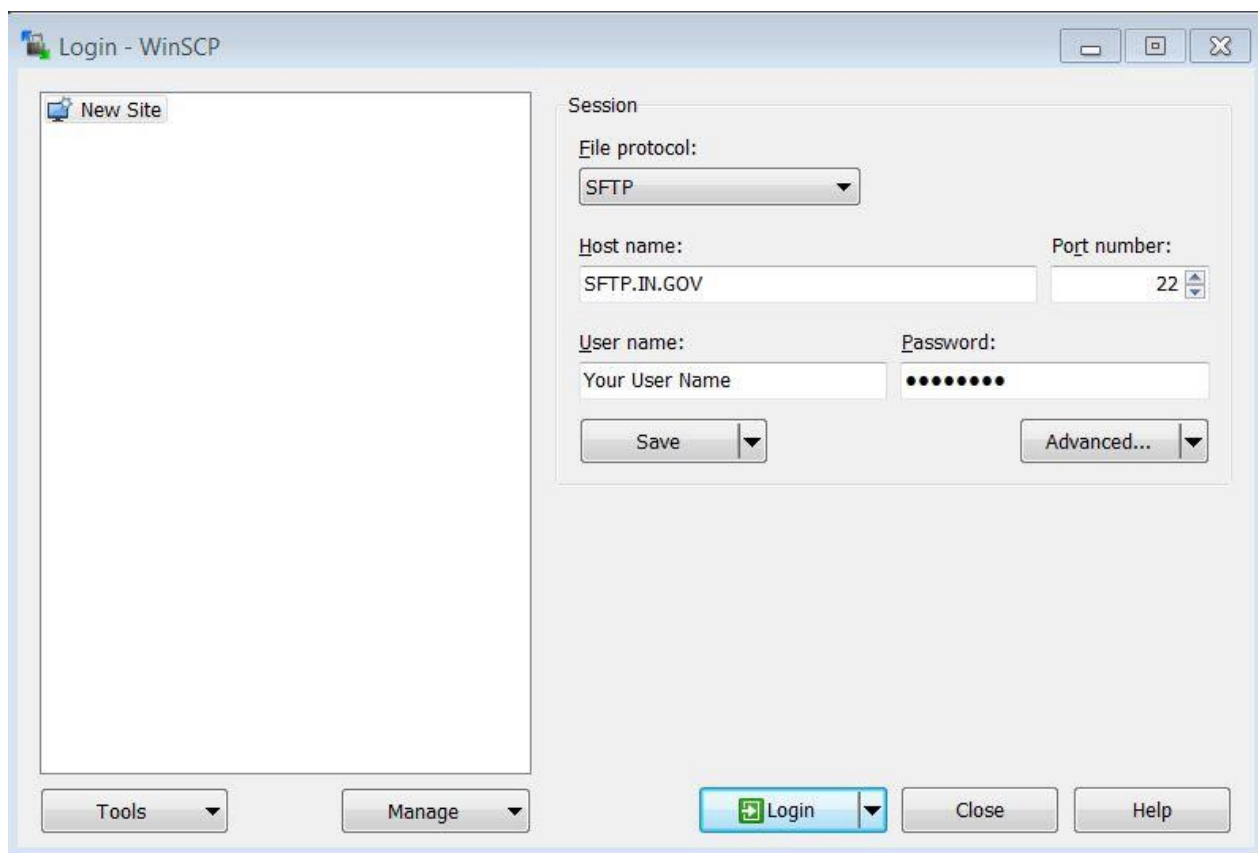 Login - WinSCP
New Site
Session
File protocol:
SFTP
Host name: Port number:
SFTP.IN.GOV 22
User name: Password:
Your User Name ••••••••
Save Advanced...
Tools Manage Login Close Help